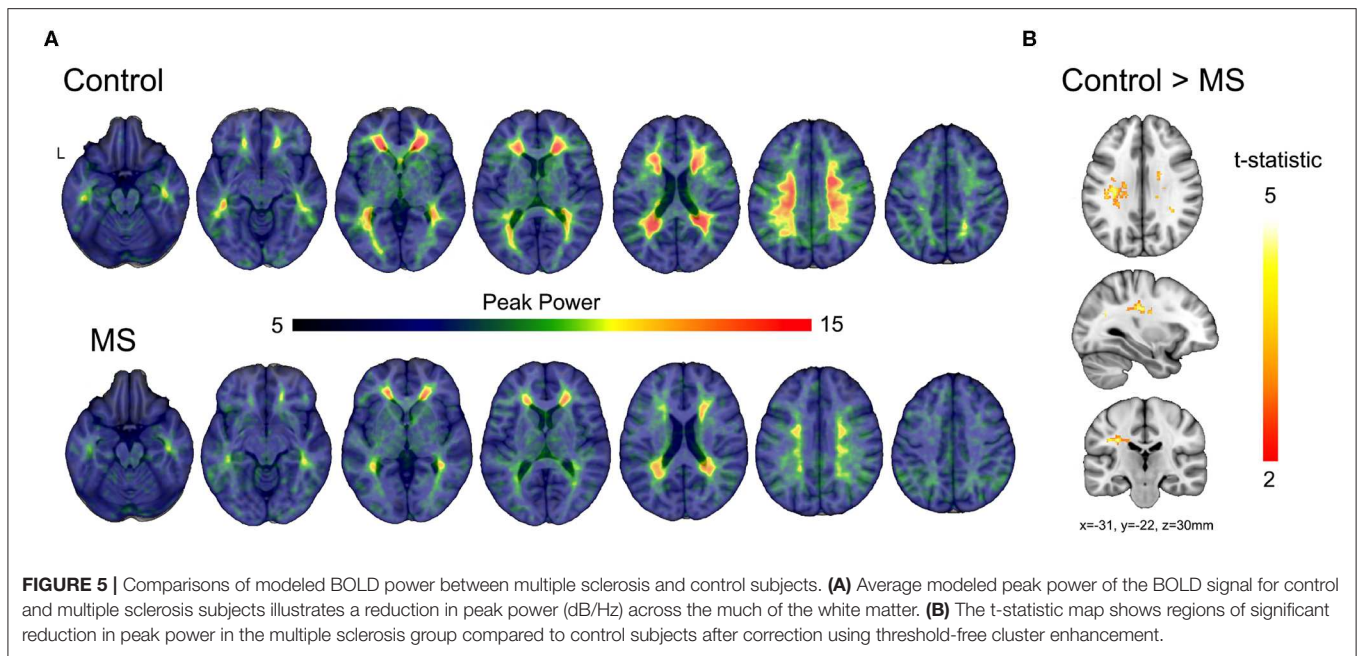 A
B
Control
Control > MS
L
t-statistic
5
Peak Power
5
15
MS
2
x=-31, y=-22, z=30mm
FIGURE 5 | Comparisons of modeled BOLD power between multiple sclerosis and control subjects. (A) Average modeled peak power of the BOLD signal for control
and multiple sclerosis subjects illustrates a reduction in peak power (dB/Hz) across the much of the white matter. (B) The t-statistic map shows regions of significant
reduction in peak power in the multiple sclerosis group compared to control subjects after correction using threshold-free cluster enhancement.